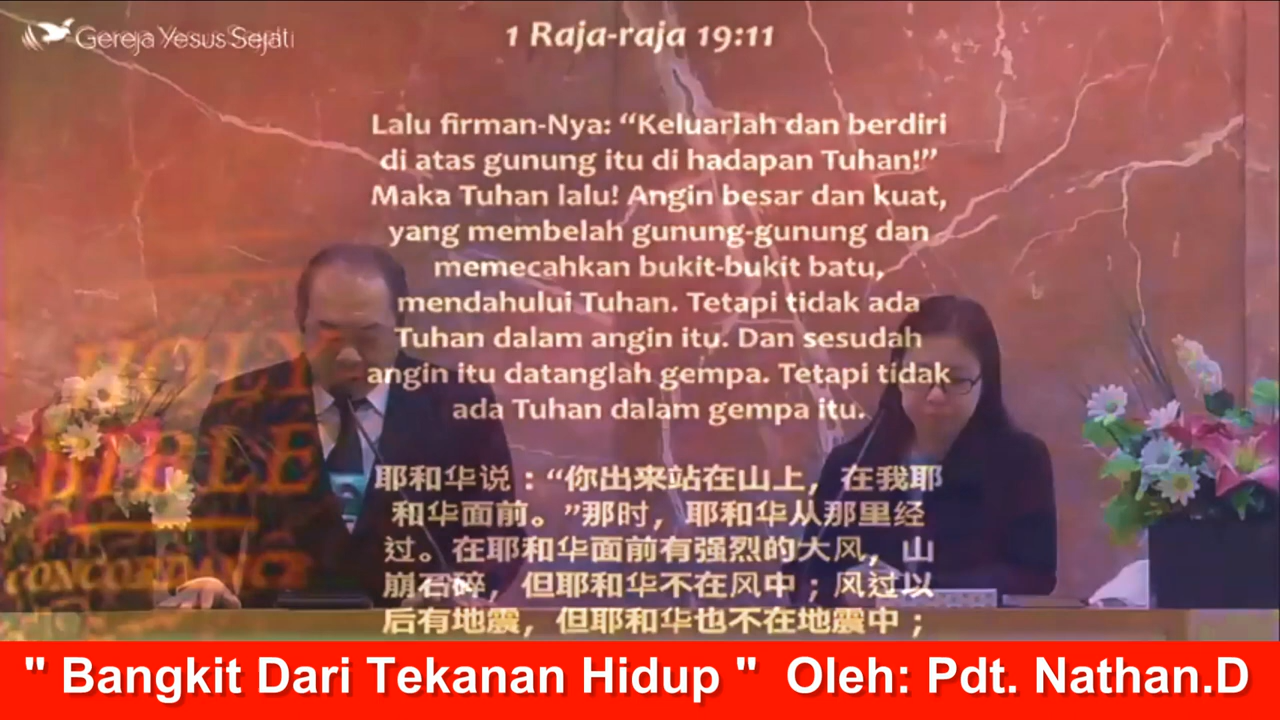 Gereja Yesus Sejati
1 Raja-raja 19:11
Lalu firman-Nya: “Keluarlah dan berdiri
di atas gunung itu di hadapan Tuhan!”
Maka Tuhan lalu! Angin besar dan kuat,
yang membelah gunung-gunung dan
memecahkan bukit-bukit batu,
mendahului Tuhan. Tetapi tidak ada
Tuhan dalam angin itu. Dan sesudah
angin itu datanglah gempa. Tetapi tidak
ada Tuhan dalam gempa itu.
耶和华说：“你出来站在山上，在我耶
和华面前。”那时，耶和华从那里经
过。在耶和华面前有强烈的大风，山
崩石碎，但耶和华不在风中；风过以
后有地震，但耶和华也不在地震中；
HOLY
BIBLE
CONCORDANCE
" Bangkit Dari Tekanan Hidup "  Oleh: Pdt. Nathan.D